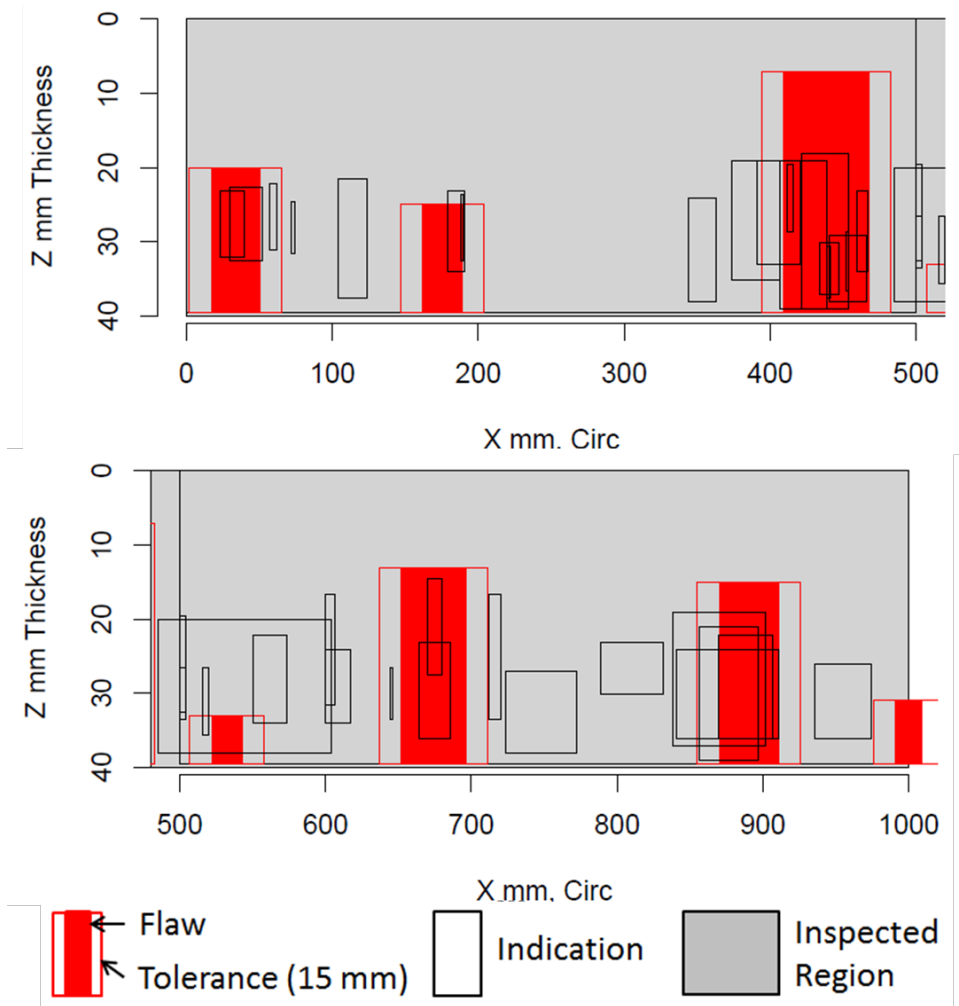 Z mm Thickness
0
10
20
30
40
0 100 200 300 400 500
X mm. Circ
Z mm Thickness
0
10
20
30
40
500 600 700 800 900 1000
X mm, Circ
Flaw
Tolerance (15 mm)
Indication
Inspected
Region